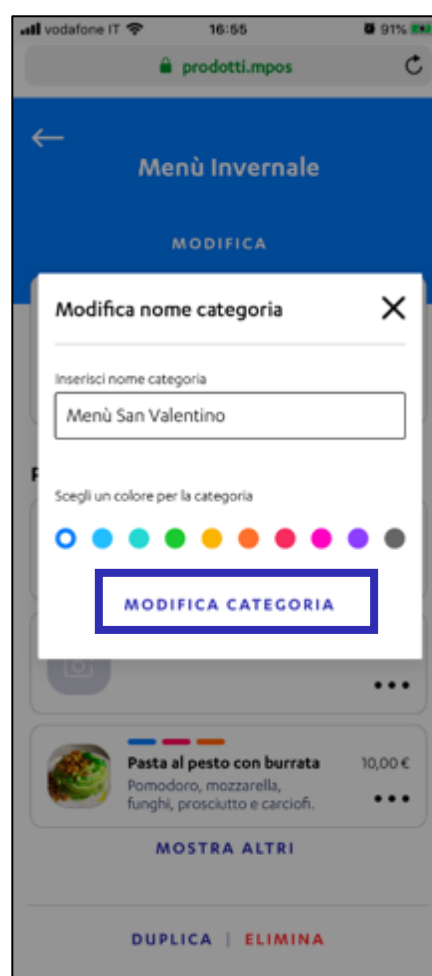 vodafone IT 16:55 91%
prodotti.mpos
Menù Invernale
MODIFICA
Modifica nome categoria
Inserisci nome categoria
Menù San Valentino
Scegli un colore per la categoria
MODIFICA CATEGORIA
Pasta al pesto con burrata 10,00 €
Pomodoro, mozzarella,
funghi, prosciutto e carciofi.
MOSTRA ALTRI
DUPLICA | ELIMINA